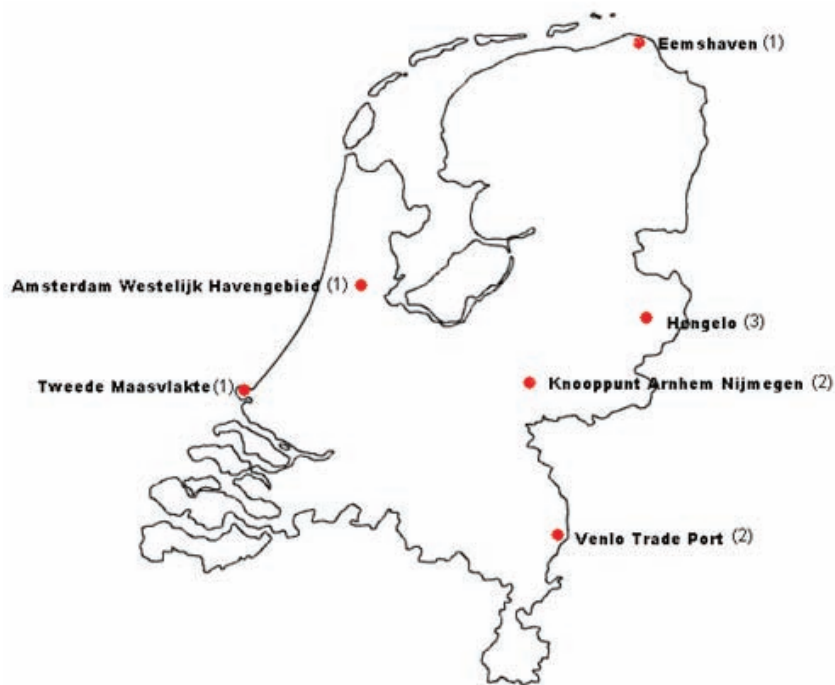 Eemshaven (1)
Amsterdam Westelijk Havengebied (1)
Hengelo (3)
Tweede Maasvlakte (1)
Knooppunt Arnhem Nijmegen (2)
Venlo Trade Port (2)